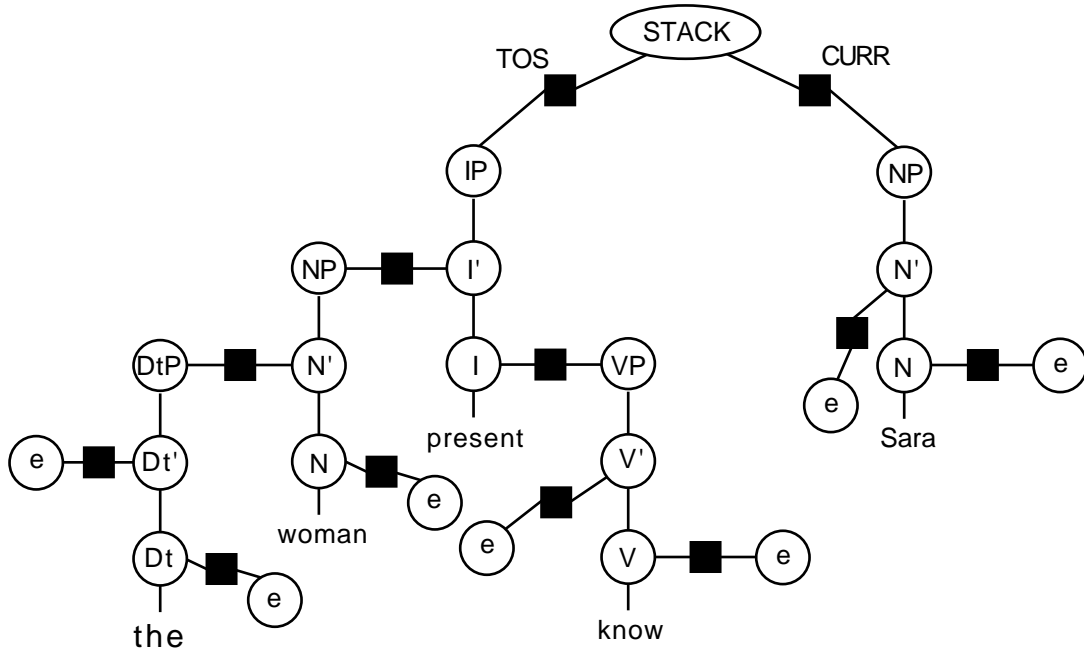 STACK
TOS CURR
IP NP
NP I' N'
DtP N' I VP N e
e
present Sara
e Dt' N V'
e
woman e
Dt V e
e
the know